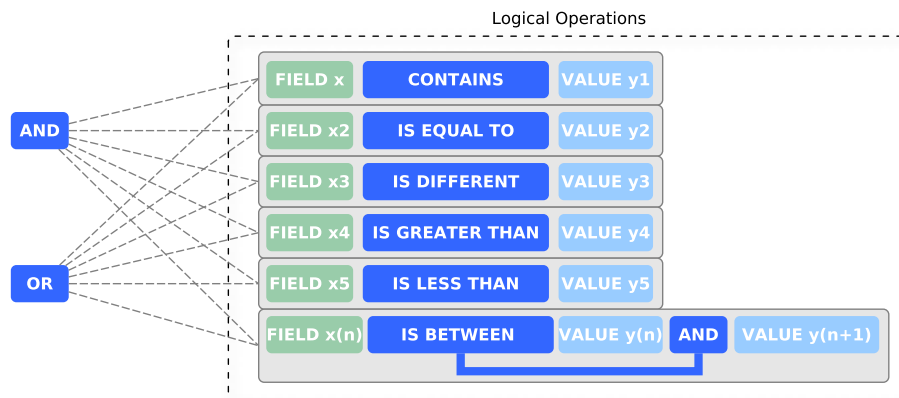 Logical Operations
FIELD x CONTAINS VALUE y1
AND
FIELD x2 IS EQUAL TO VALUE y2
FIELD x3 IS DIFFERENT VALUE y3
FIELD x4 IS GREATER THAN VALUE y4
OR
FIELD x5 IS LESS THAN VALUE y5
FIELD x(n) IS BETWEEN VALUE y(n) AND VALUE y(n+1)